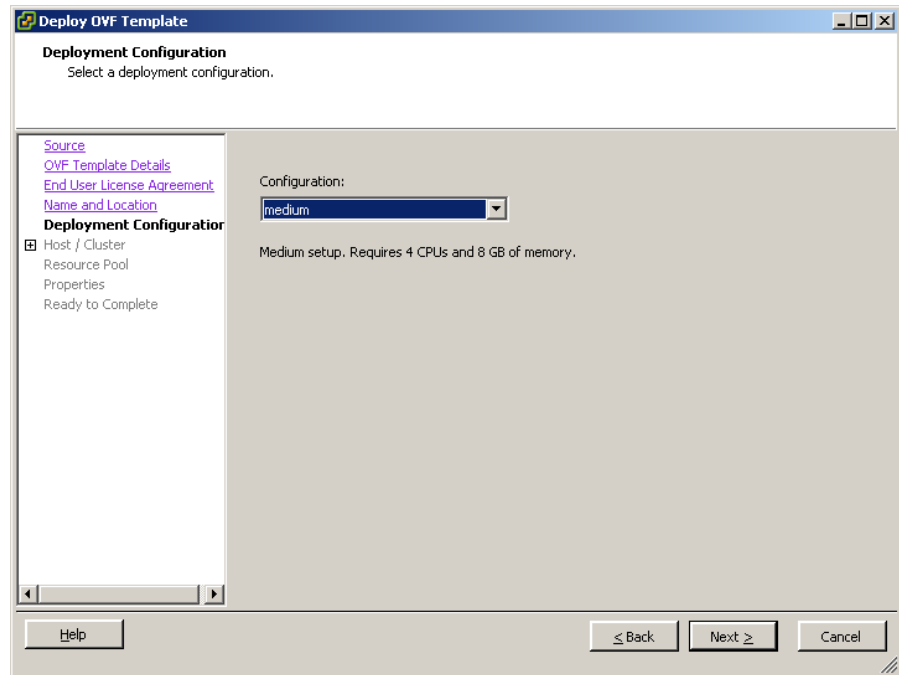 Deploy OVF Template
Deployment Configuration
Select a deployment configuration.
Source
OVF Template Details
End User License Agreement
Name and Location
Deployment Configuration
Host / Cluster
Resource Pool
Properties
Ready to Complete
Configuration:
medium
Medium setup. Requires 4 CPUs and 8 GB of memory.
Help
< Back
Next >
Cancel